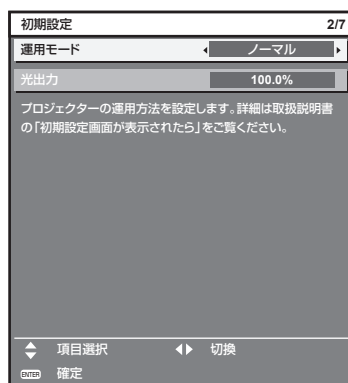 初期設定 2/7
運用モード ノーマル
光出力 100.0%
プロジェクターの運用方法を設定します。詳細は取扱説明書
の「初期設定画面が表示されたら」をご覧ください。
項目選択 切換
ENTER 確定